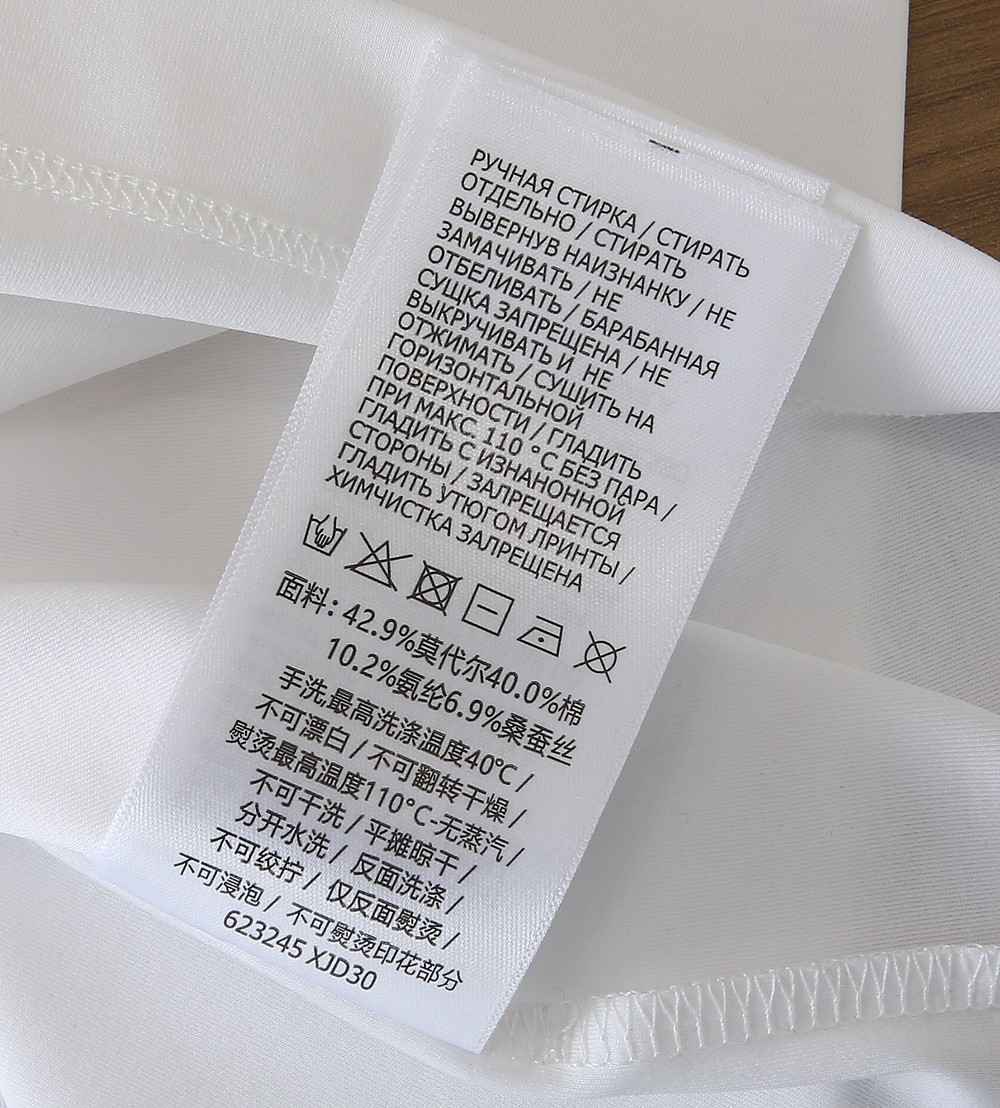 РУЧНАЯ СТИРКА / СТИРАТЬ
ОТДЕЛЬНО / СТИРАТЬ
ВЫВЕРНУВ НАИЗНАНКУ / НЕ
ЗАМАЧИВАТЬ / НЕ
ОТБЕЛИВАТЬ / БАРАБАННАЯ
СУЩКА ЗАПРЕЩЕНА / НЕ
ВЫКРУЧИВАТЬ И НЕ
ОТЖИМАТЬ / СУШИТЬ НА
ГОРИЗОНТАЛЬНОЙ
ПОВЕРХНОСТИ / ГЛАДИТЬ
ПРИ МАКС. 110 °C БЕЗ ПАРА /
ГЛАДИТЬ С ИЗНАНОННОЙ
СТОРОНЫ / ЗАЛРЕЩАЕТСЯ
ГЛАДИТЬ УТЮГОМ ЛРИНТЫ /
ХИМЧИСТКА ЗАЛРЕЩЕНА
面料: 42.9%莫代尔40.0%棉
10.2%氨纶6.9%桑蚕丝
手洗,最高洗涤温度40℃ /
不可漂白 / 不可翻转干燥 /
熨烫最高温度110°C-无蒸汽 /
不可干洗 / 平摊晾干 /
分开水洗 / 反面洗涤 /
不可绞拧 / 仅反面熨烫 /
不可浸泡 / 不可熨烫印花部分
623245 XJD30